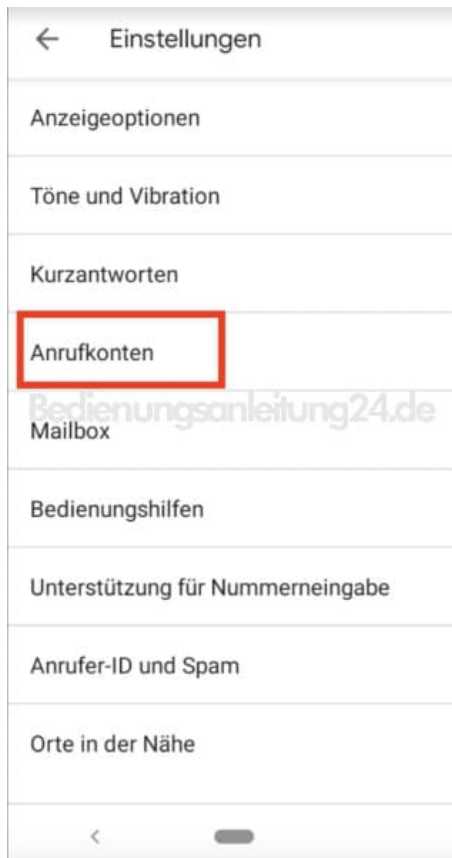 Einstellungen
Anzeigeoptionen
Töne und Vibration
Kurzantworten
Anrufkonten
Bedienungsanleitung24.de
Mailbox
Bedienungshilfen
Unterstützung für Nummerneingabe
Anrufer-ID und Spam
Orte in der Nähe